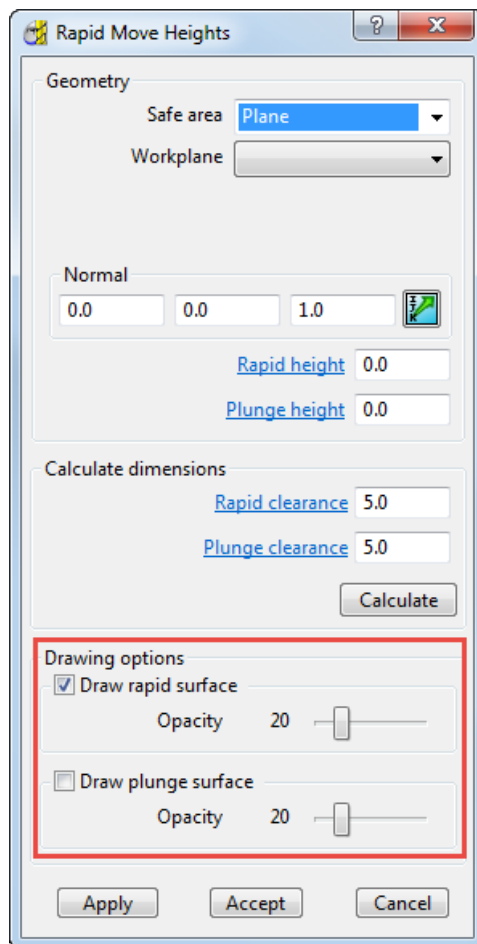 Rapid Move Heights
Geometry
Safe area Plane
Workplane
Normal
0.0 0.0 1.0
Rapid height 0.0
Plunge height 0.0
Calculate dimensions
Rapid clearance 5.0
Plunge clearance 5.0
Calculate
Drawing options
Draw rapid surface
Opacity 20
Draw plunge surface
Opacity 20
Apply Accept Cancel